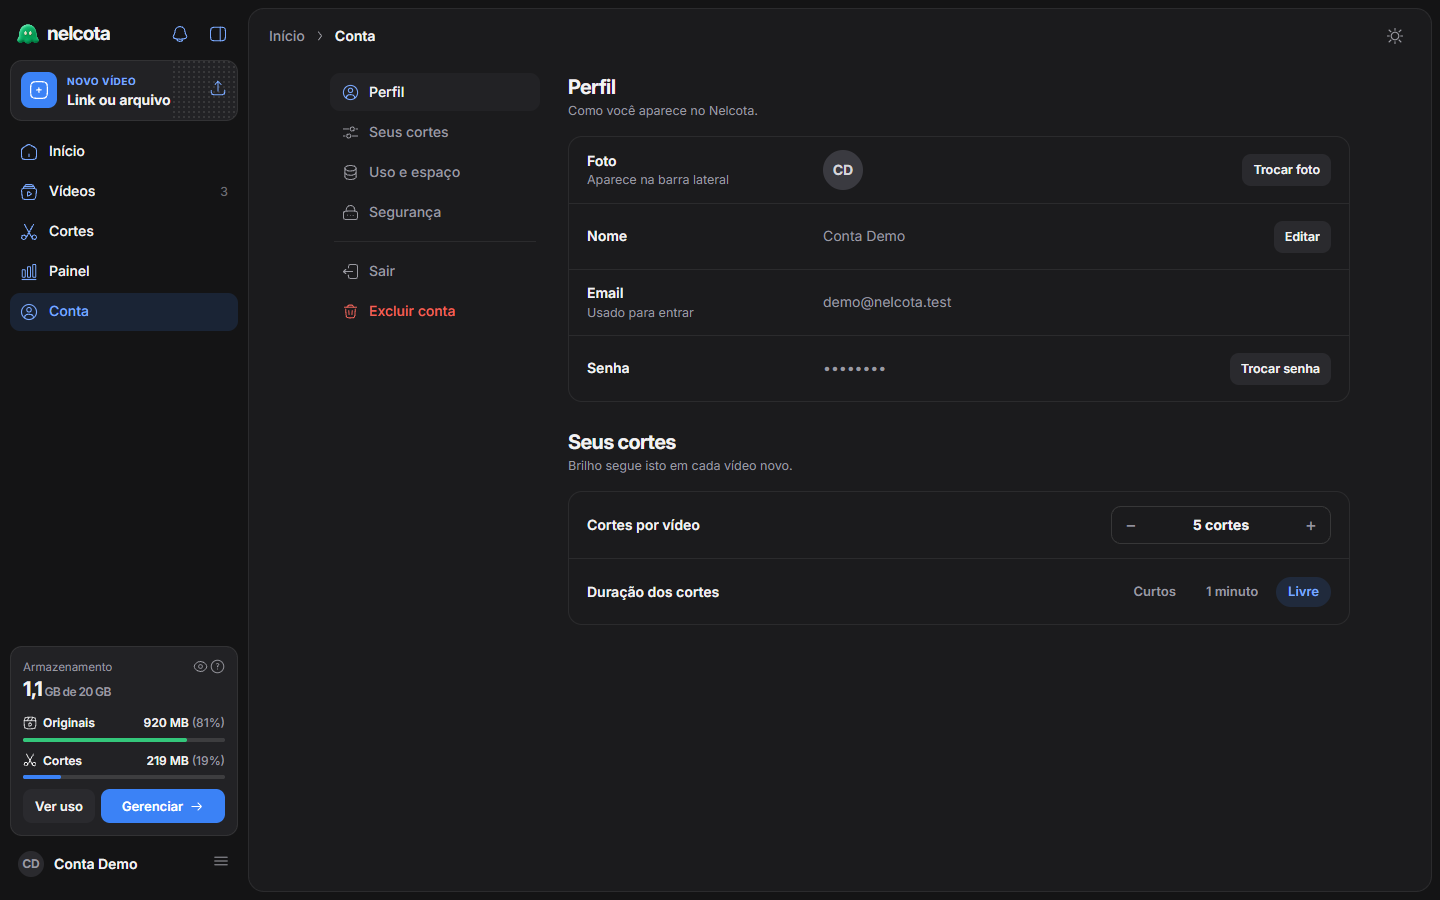 nelcota
NOVO VÍDEO
Link ou arquivo
Início
Vídeos 3
Cortes
Painel
Conta
Armazenamento
1,1 GB de 20 GB
Originais 920 MB (81%)
Cortes 219 MB (19%)
Ver uso
Gerenciar →
CD Conta Demo
Início > Conta
Perfil
Seus cortes
Uso e espaço
Segurança
Sair
Excluir conta
Perfil
Como você aparece no Nelcota.
Foto
Aparece na barra lateral
CD
Trocar foto
Nome
Conta Demo
Editar
Email
Usado para entrar
demo@nelcota.test
Senha
••••••••
Trocar senha
Seus cortes
Brilho segue isto em cada vídeo novo.
Cortes por vídeo
− 5 cortes +
Duração dos cortes
Curtos 1 minuto Livre